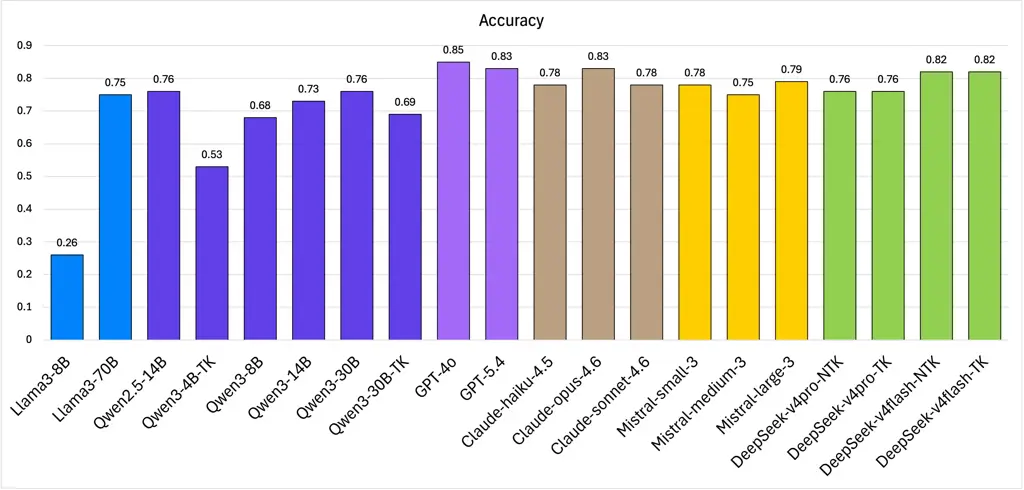 Accuracy
0.9
0.8
0.7
0.6
0.5
0.4
0.3
0.2
0.1
0
0.26
0.75
0.76
0.53
0.68
0.73
0.76
0.69
0.85
0.83
0.78
0.83
0.78
0.78
0.75
0.79
0.76
0.76
0.82
0.82
Llama3-8B
Llama3-70B
Qwen2.5-14B
Qwen3-4B-TK
Qwen3-8B
Qwen3-14B
Qwen3-30B
Qwen3-30B-TK
GPT-4o
GPT-5.4
Claude-haiku-4.5
Claude-opus-4.6
Claude-sonnet-4.6
Mistral-small-3
Mistral-medium-3
Mistral-large-3
DeepSeek-v4pro-NTK
DeepSeek-v4pro-TK
DeepSeek-v4flash-NTK
DeepSeek-v4flash-TK